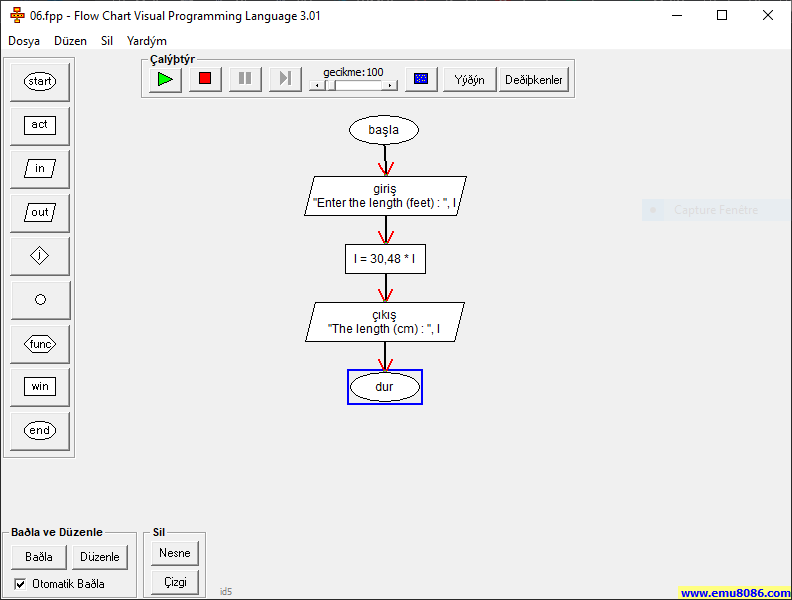 06.fpp - Flow Chart Visual Programming Language 3.01
Dosya Düzen Sil Yardým
Çalýþtýr
gecikme:100
Yýðýn
Deðiþkenler
start
act
in
out
i
func
win
end
başla
giriş
"Enter the length (feet) : ", l
l = 30,48 * l
çıkış
"The length (cm) : ", l
dur
Capture Fenêtre
Baðla ve Düzenle
Baðla
Düzenle
Otomatik Baðla
Sil
Nesne
Çizgi
id5
www.emu8086.com